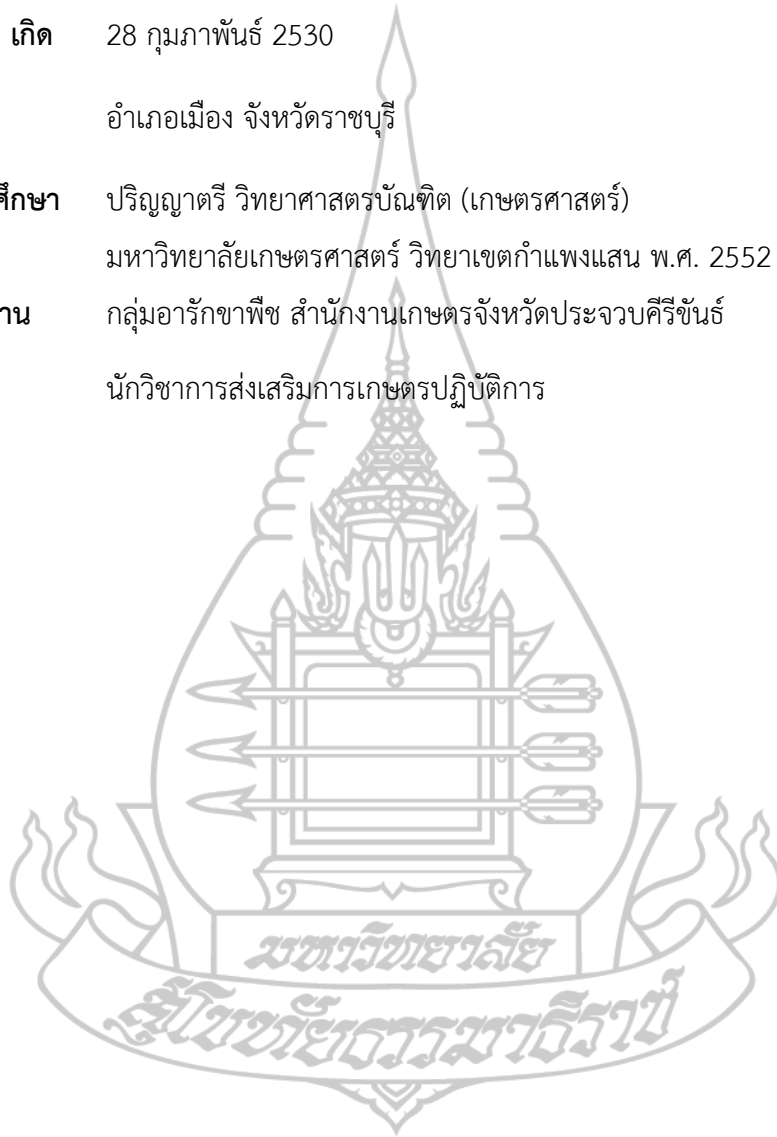 เกิด 28 กุมภาพันธ์ 2530
อำเภอเมือง จังหวัดราชบุรี
ศึกษา ปริญญาตรี วิทยาศาสตรบัณฑิต (เกษตรศาสตร์)
มหาวิทยาลัยเกษตรศาสตร์ วิทยาเขตกำแพงแสน พ.ศ. 2552
าน กลุ่มอารักขาพืช สำนักงานเกษตรจังหวัดประจวบคีรีขันธ์
นักวิชาการส่งเสริมการเกษตรปฏิบัติการ
มหาวิทยาลัย
สุโขทัยธรรมาธิราช